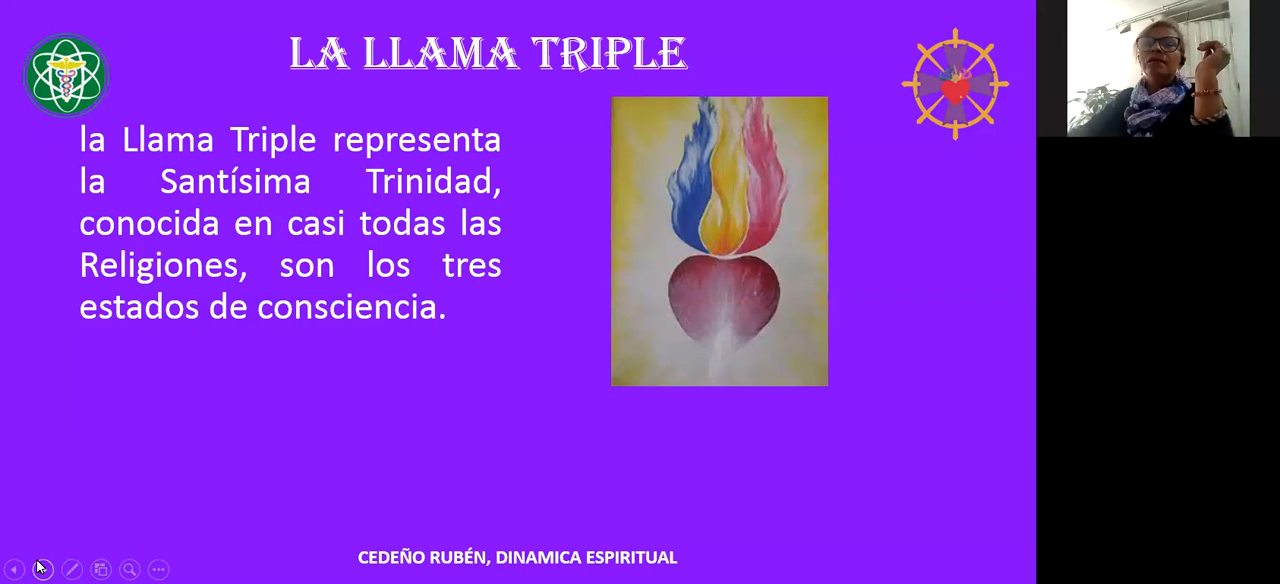 LA LLAMA TRIPLE
la Llama Triple representa
la Santísima Trinidad,
conocida en casi todas las
Religiones, son los tres
estados de consciencia.
CEDEÑO RUBÉN, DINAMICA ESPIRITUAL